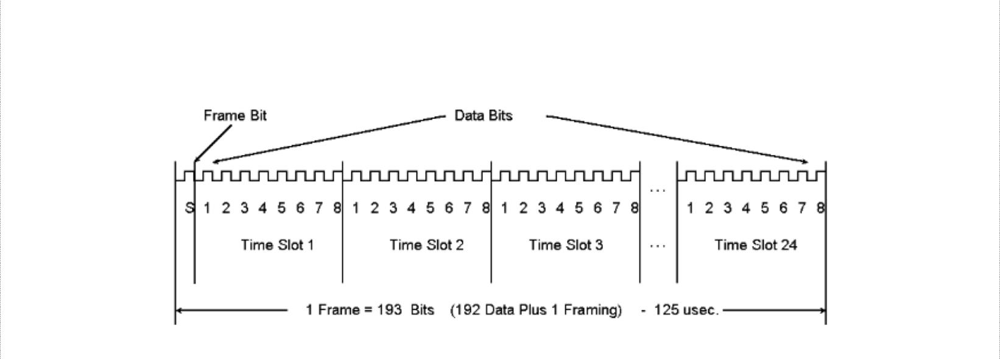 Frame Bit Data Bits
S 1 2 3 4 5 6 7 8 1 2 3 4 5 6 7 8 1 2 3 4 5 6 7 8 ... 1 2 3 4 5 6 7 8
Time Slot 1 Time Slot 2 Time Slot 3 ... Time Slot 24
1 Frame = 193 Bits (192 Data Plus 1 Framing) - 125 usec.